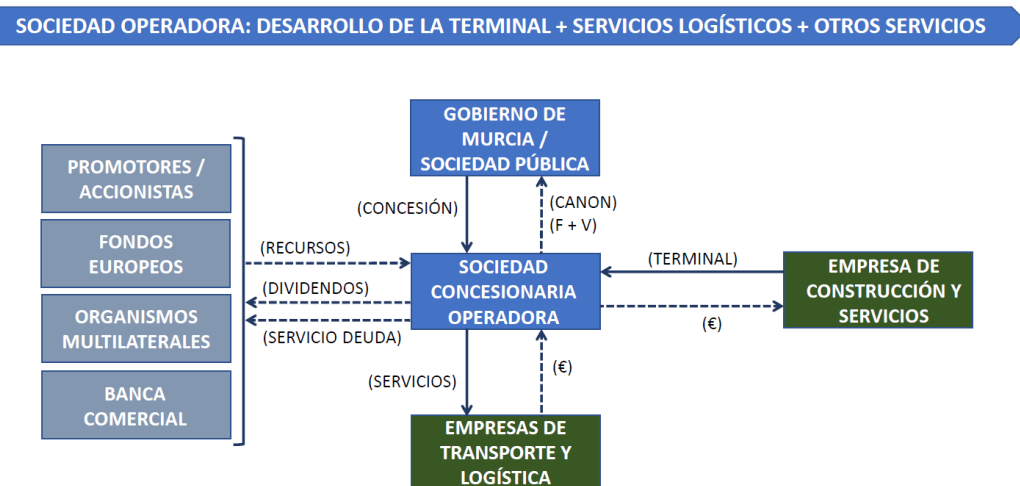 SOCIEDAD OPERADORA: DESARROLLO DE LA TERMINAL + SERVICIOS LOGÍSTICOS + OTROS SERVICIOS
GOBIERNO DE
MURCIA /
SOCIEDAD PÚBLICA
PROMOTORES /
ACCIONISTAS
(CONCESIÓN)
(CANON)
(F + V)
FONDOS
EUROPEOS
(RECURSOS)
(DIVIDENDOS)
(SERVICIO DEUDA)
SOCIEDAD
CONCESIONARIA
OPERADORA
(TERMINAL)
(€)
EMPRESA DE
CONSTRUCCIÓN Y
SERVICIOS
ORGANISMOS
MULTILATERALES
(SERVICIOS)
(€)
BANCA
COMERCIAL
EMPRESAS DE
TRANSPORTE Y
LOGÍSTICA